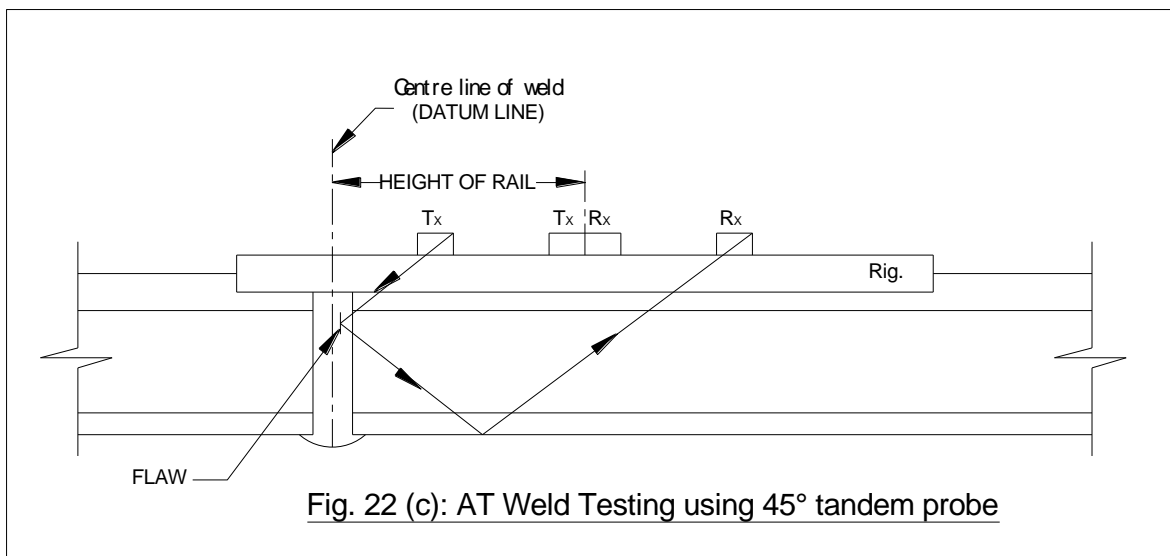 Centre line of weld
(DATUM LINE)
HEIGHT OF RAIL
Tx
Tx Rx
Rx
Rig.
FLAW
Fig. 22 (c): AT Weld Testing using 45° tandem probe